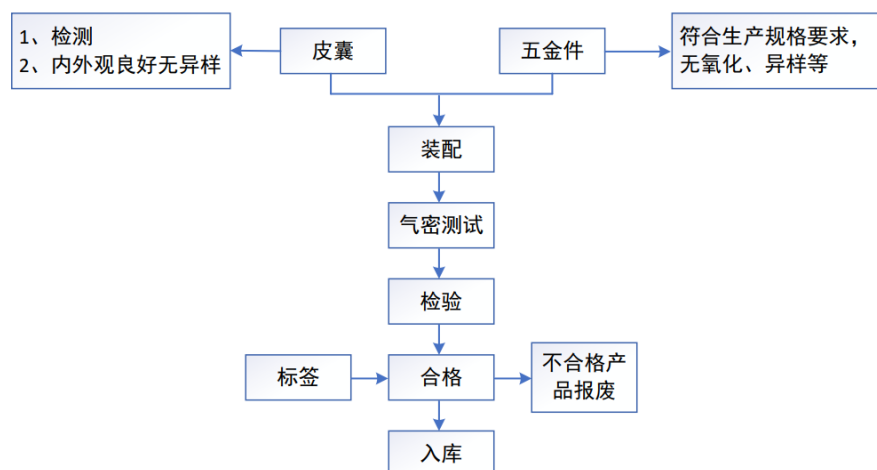 1、检测
2、内外观良好无异样
皮囊
五金件
符合生产规格要求，
无氧化、异样等
装配
气密测试
检验
标签
合格
不合格产
品报废
入库